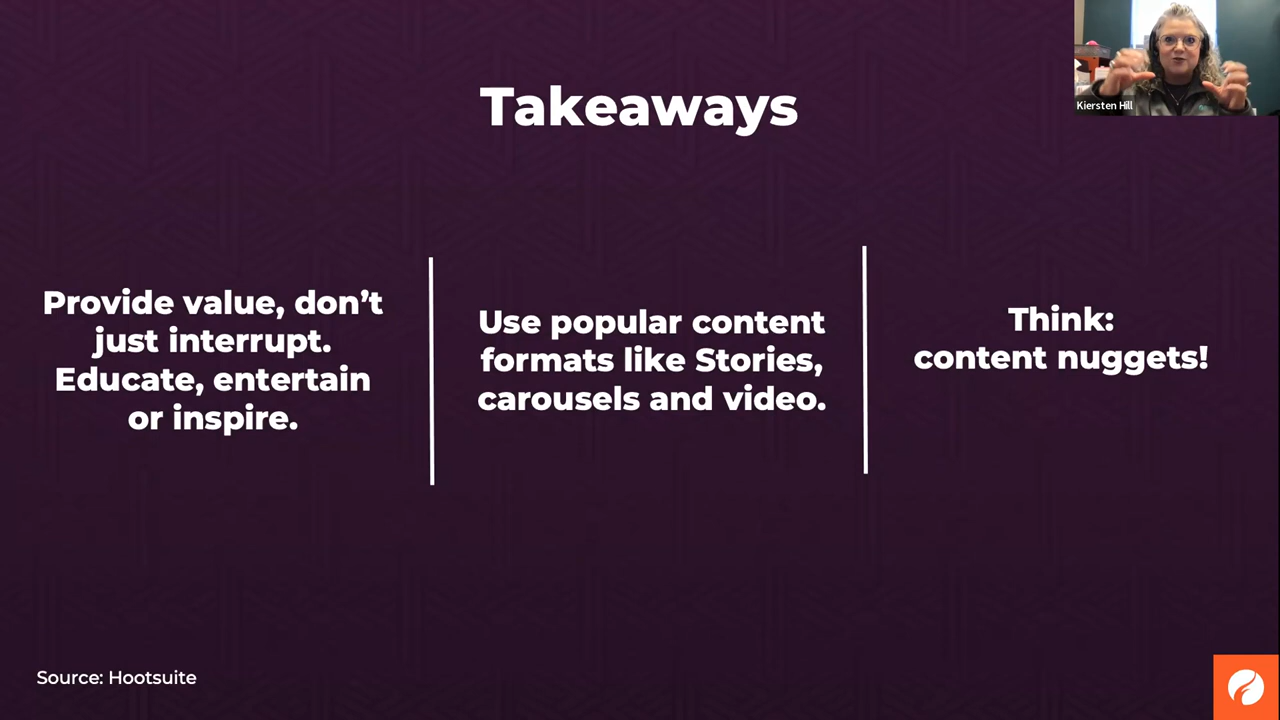 Takeaways
Kiersten Hill
Provide value, don’t
just interrupt.
Educate, entertain
or inspire.
Use popular content
formats like Stories,
carousels and video.
Think:
content nuggets!
Source: Hootsuite